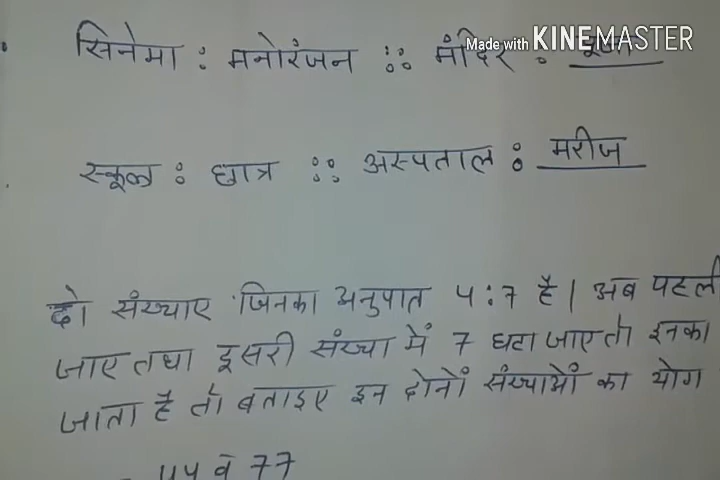 सिनेमा : मनोरंजन :: मंदिर :
Made with KINEMASTER
स्कूल : छात्र :: अस्पताल : मरीज
दो संख्याए जिनका अनुपात 4:7 है। अब पहली
जाए तथा दूसरी संख्या में 7 घटा जाए तो इनका
जाता है तो बताइए इन दोनों संख्याओं का योग
44 व 77